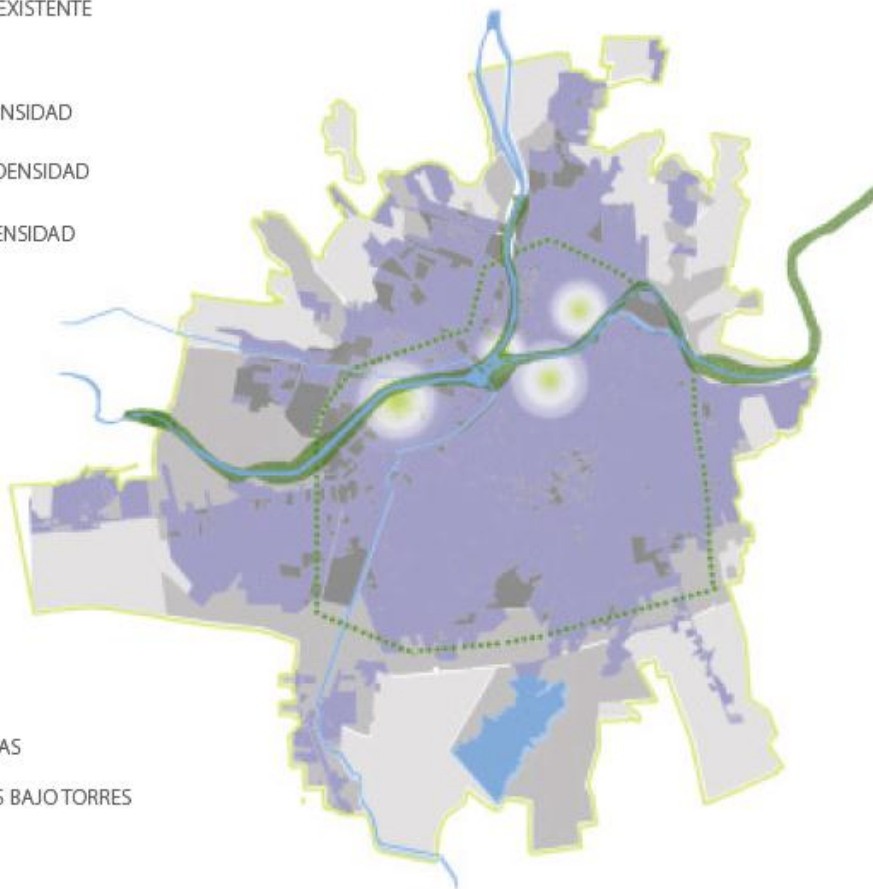 EXISTENTE
NSIDAD
DENSIDAD
ENSIDAD
AS
S BAJO TORRES